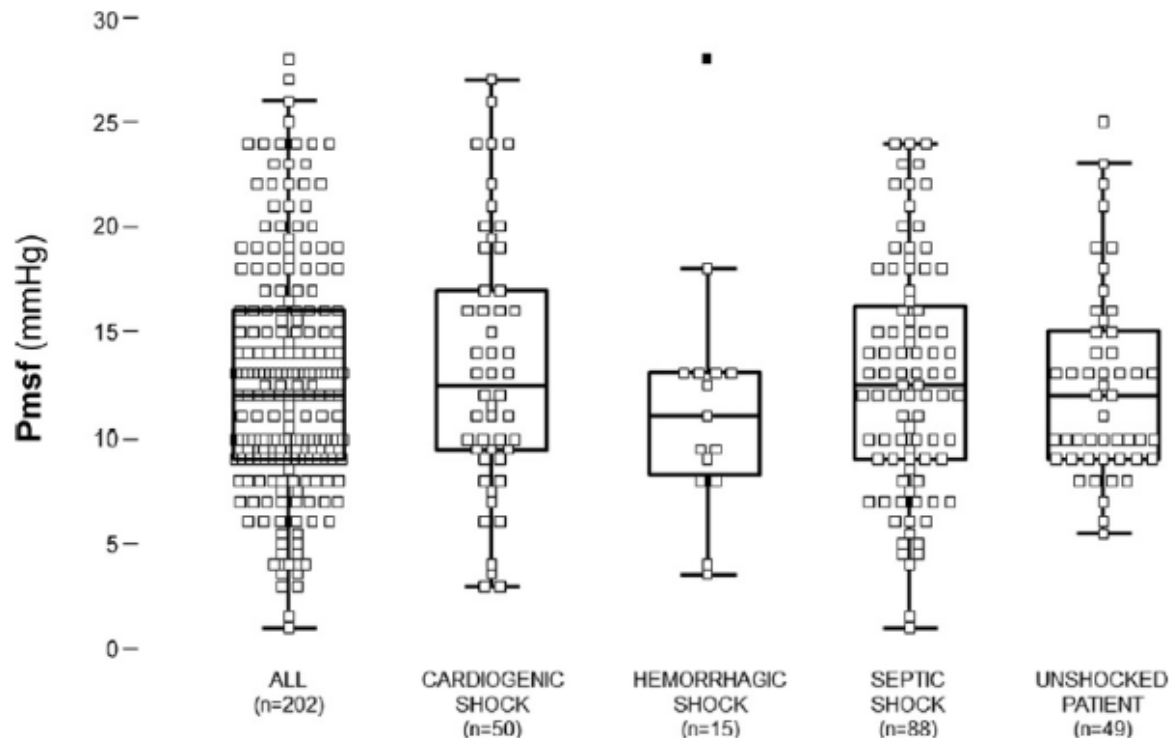 30
25
20
15
10
5
0
Pmsf (mmHg)
ALL
(n=202)
CARDIOGENIC
SHOCK
(n=50)
HEMORRHAGIC
SHOCK
(n=15)
SEPTIC
SHOCK
(n=88)
UNSHOCKED
PATIENT
(n=49)